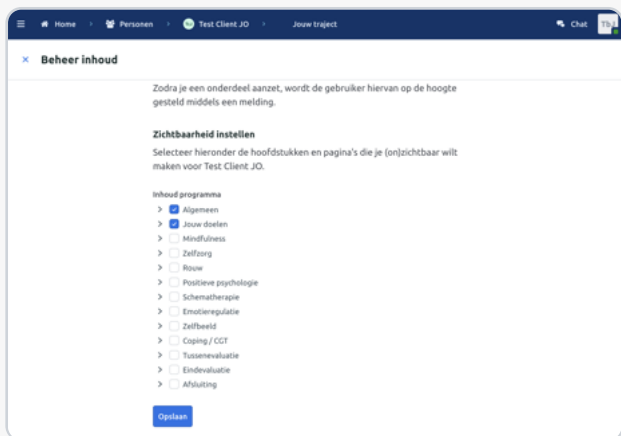 Home Personen Test Client JO Jouw traject Chat TbJ
Beheer inhoud
Zodra je een onderdeel aanzet, wordt de gebruiker hiervan op de hoogte
gesteld middels een melding.
Zichtbaarheid instellen
Selecteer hieronder de hoofdstukken en pagina's die je (on)zichtbaar wilt
maken voor Test Client JO.
Inhoud programma
Algemeen
Jouw doelen
Mindfulness
Zelfzorg
Rouw
Positieve psychologie
Schematherapie
Emotieregulatie
Zelfbeeld
Coping / CGT
Tussenevaluatie
Eindevaluatie
Afsluiting
Opslaan